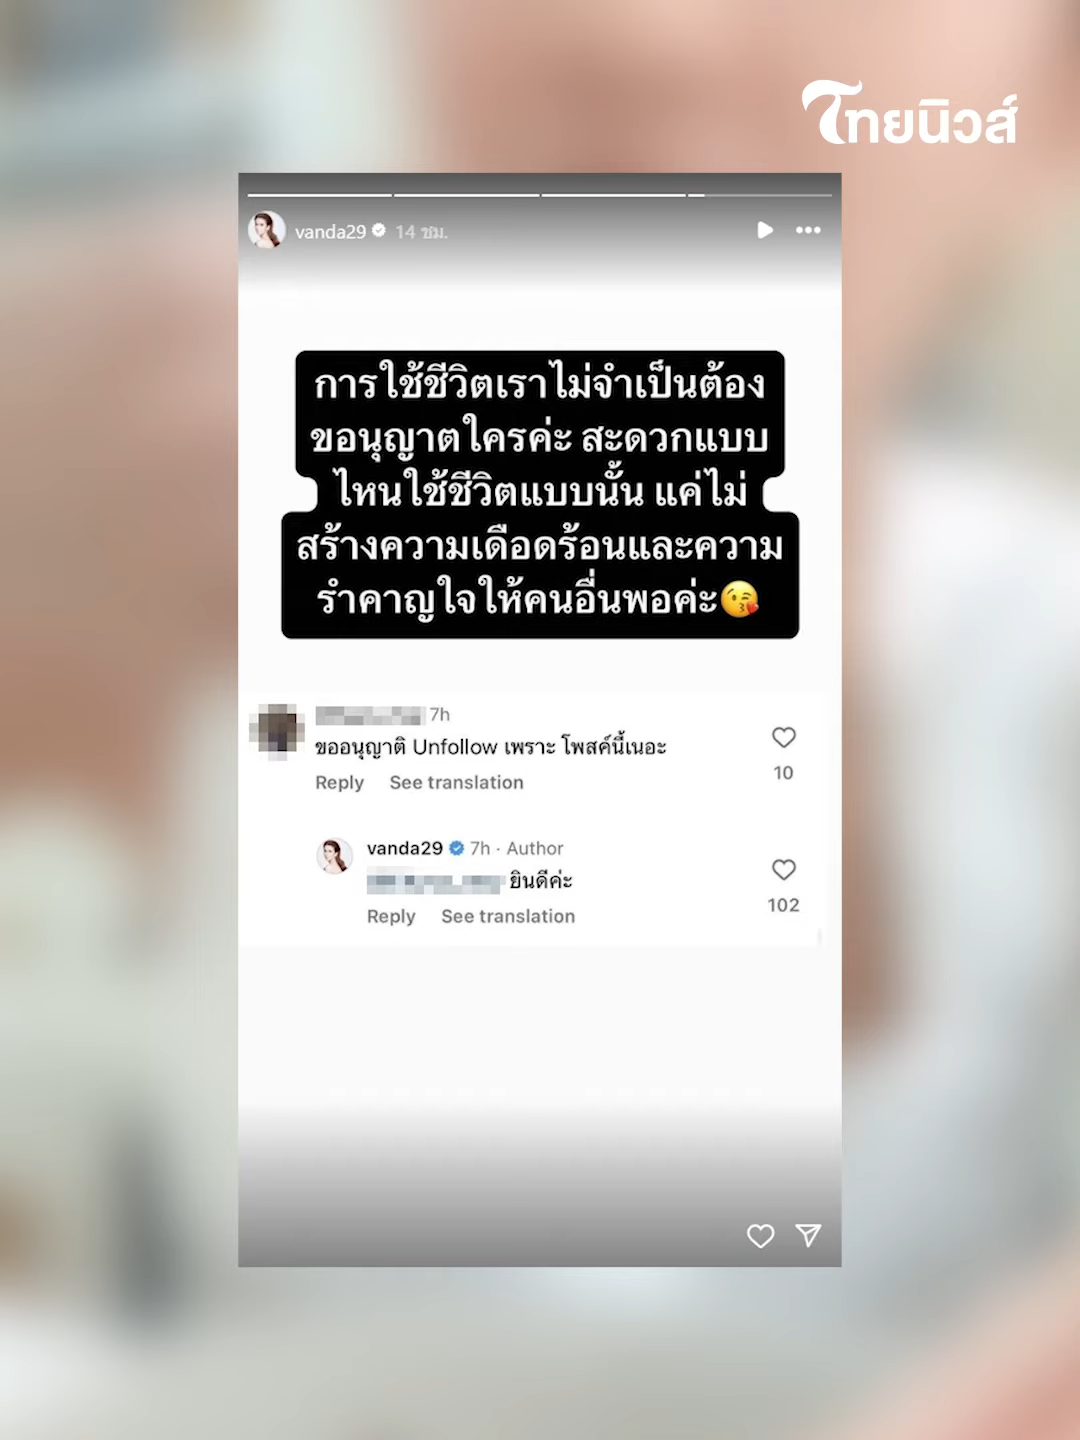 ไทยนิวส์
vanda29 14 ชม.
การใช้ชีวิตเราไม่จำเป็นต้อง
ขอนุญาตใครค่ะ สะดวกแบบ
ไหนใช้ชีวิตแบบนั้น แค่ไม่
สร้างความเดือดร้อนและความ
รำคาญใจให้คนอื่นพอค่ะ😘
7h
ขออนุญาติ Unfollow เพราะ โพสค์นี้เนอะ
10
Reply See translation
vanda29 7h · Author
ยินดีค่ะ
102
Reply See translation